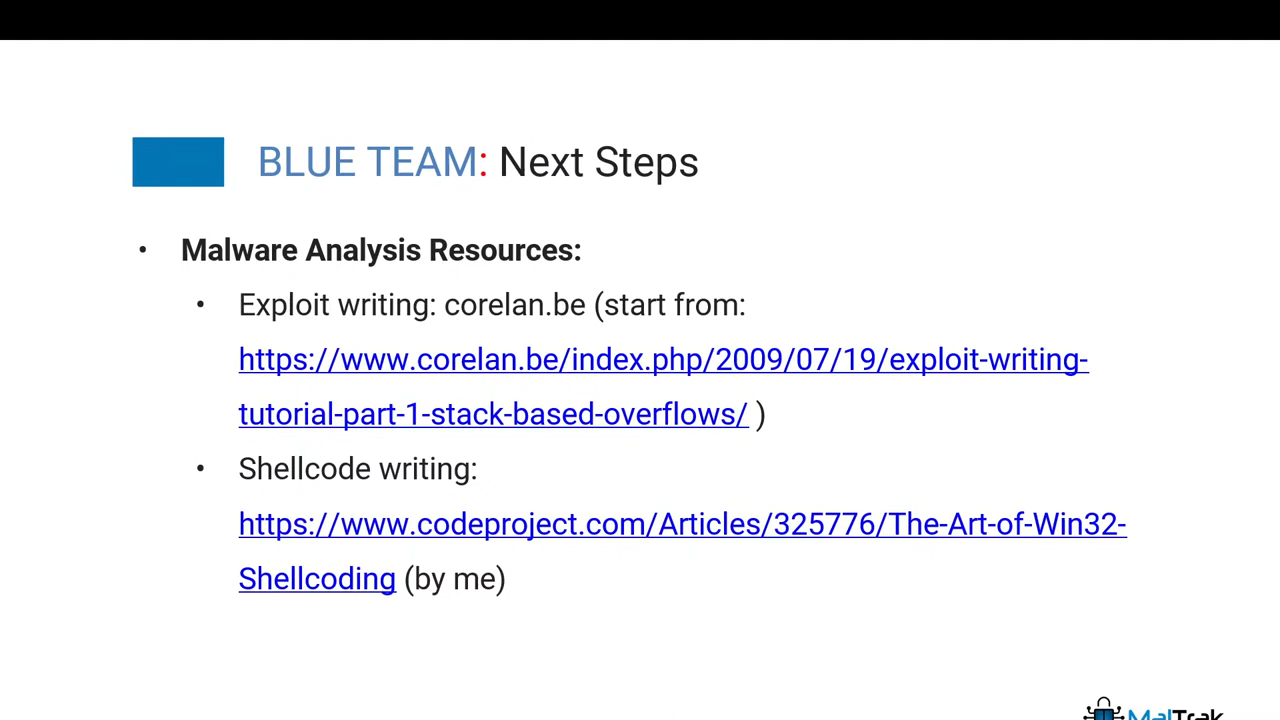 BLUE TEAM: Next Steps
• Malware Analysis Resources:
• Exploit writing: corelan.be (start from:
https://www.corelan.be/index.php/2009/07/19/exploit-writing-
tutorial-part-1-stack-based-overflows/ )
• Shellcode writing:
https://www.codeproject.com/Articles/325776/The-Art-of-Win32-
Shellcoding (by me)
MalTrak